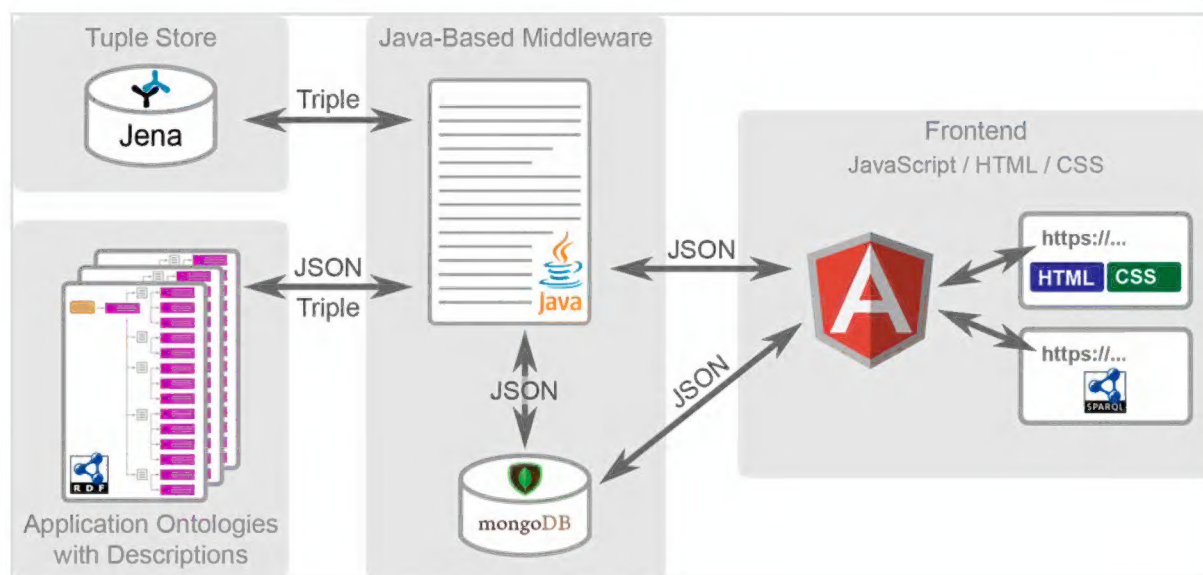 Tuple Store
Jena
Java-Based Middleware
Triple
JSON
Triple
Java
JSON
mongoDB
JSON
JSON
Frontend
JavaScript / HTML / CSS
https://...
HTML CSS
https://...
SPARQL
RDF
Application Ontologies
with Descriptions